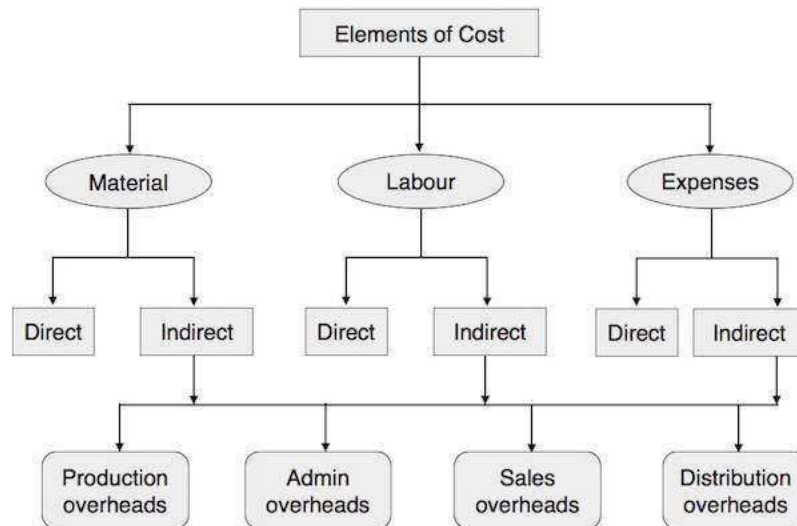 Elements of Cost
Material
Labour
Expenses
Direct
Indirect
Direct
Indirect
Direct
Indirect
Production
overheads
Admin
overheads
Sales
overheads
Distribution
overheads